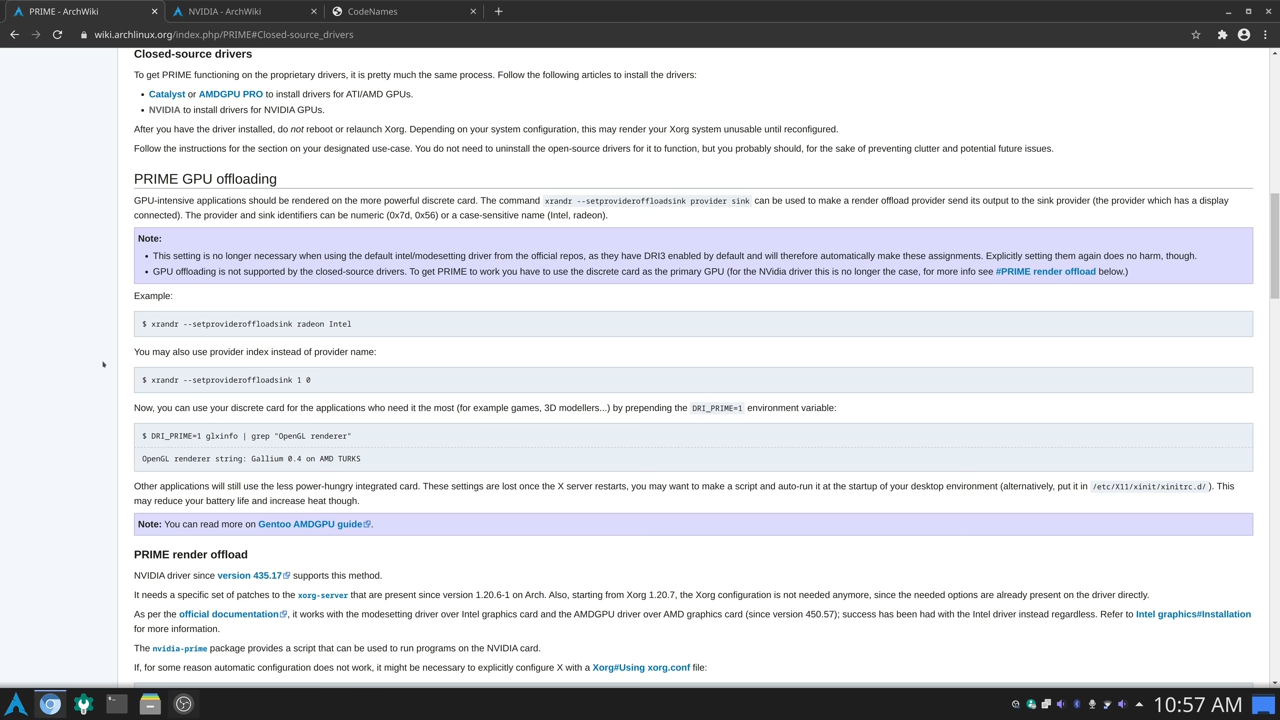 PRIME - ArchWiki
NVIDIA - ArchWiki
CodeNames
wiki.archlinux.org/index.php/PRIME#Closed-source_drivers
Closed-source drivers
To get PRIME functioning on the proprietary drivers, it is pretty much the same process. Follow the following articles to install the drivers:
• Catalyst or AMDGPU PRO to install drivers for ATI/AMD GPUs.
• NVIDIA to install drivers for NVIDIA GPUs.
After you have the driver installed, do not reboot or relaunch Xorg. Depending on your system configuration, this may render your Xorg system unusable until reconfigured.
Follow the instructions for the section on your designated use-case. You do not need to uninstall the open-source drivers for it to function, but you probably should, for the sake of preventing clutter and potential future issues.
PRIME GPU offloading
GPU-intensive applications should be rendered on the more powerful discrete card. The command xrandr --setprovideroffloadsink provider sink can be used to make a render offload provider send its output to the sink provider (the provider which has a display
connected). The provider and sink identifiers can be numeric (0x7d, 0x56) or a case-sensitive name (Intel, radeon).
Note:
• This setting is no longer necessary when using the default intel/modesetting driver from the official repos, as they have DRI3 enabled by default and will therefore automatically make these assignments. Explicitly setting them again does no harm, though.
• GPU offloading is not supported by the closed-source drivers. To get PRIME to work you have to use the discrete card as the primary GPU (for the NVidia driver this is no longer the case, for more info see #PRIME render offload below.)
Example:
$ xrandr --setprovideroffloadsink radeon Intel
You may also use provider index instead of provider name:
$ xrandr --setprovideroffloadsink 1 0
Now, you can use your discrete card for the applications who need it the most (for example games, 3D modellers...) by prepending the DRI_PRIME=1 environment variable:
$ DRI_PRIME=1 glxinfo | grep "OpenGL renderer"
OpenGL renderer string: Gallium 0.4 on AMD TURKS
Other applications will still use the less power-hungry integrated card. These settings are lost once the X server restarts, you may want to make a script and auto-run it at the startup of your desktop environment (alternatively, put it in /etc/X11/xinit/xinitrc.d/ ). This
may reduce your battery life and increase heat though.
Note: You can read more on Gentoo AMDGPU guide.
PRIME render offload
NVIDIA driver since version 435.17 supports this method.
It needs a specific set of patches to the xorg-server that are present since version 1.20.6-1 on Arch. Also, starting from Xorg 1.20.7, the Xorg configuration is not needed anymore, since the needed options are already present on the driver directly.
As per the official documentation, it works with the modesetting driver over Intel graphics card and the AMDGPU driver over AMD graphics card (since version 450.57); success has been had with the Intel driver instead regardless. Refer to Intel graphics#Installation
for more information.
The nvidia-prime package provides a script that can be used to run programs on the NVIDIA card.
If, for some reason automatic configuration does not work, it might be necessary to explicitly configure X with a Xorg#Using xorg.conf file:
10:57 AM